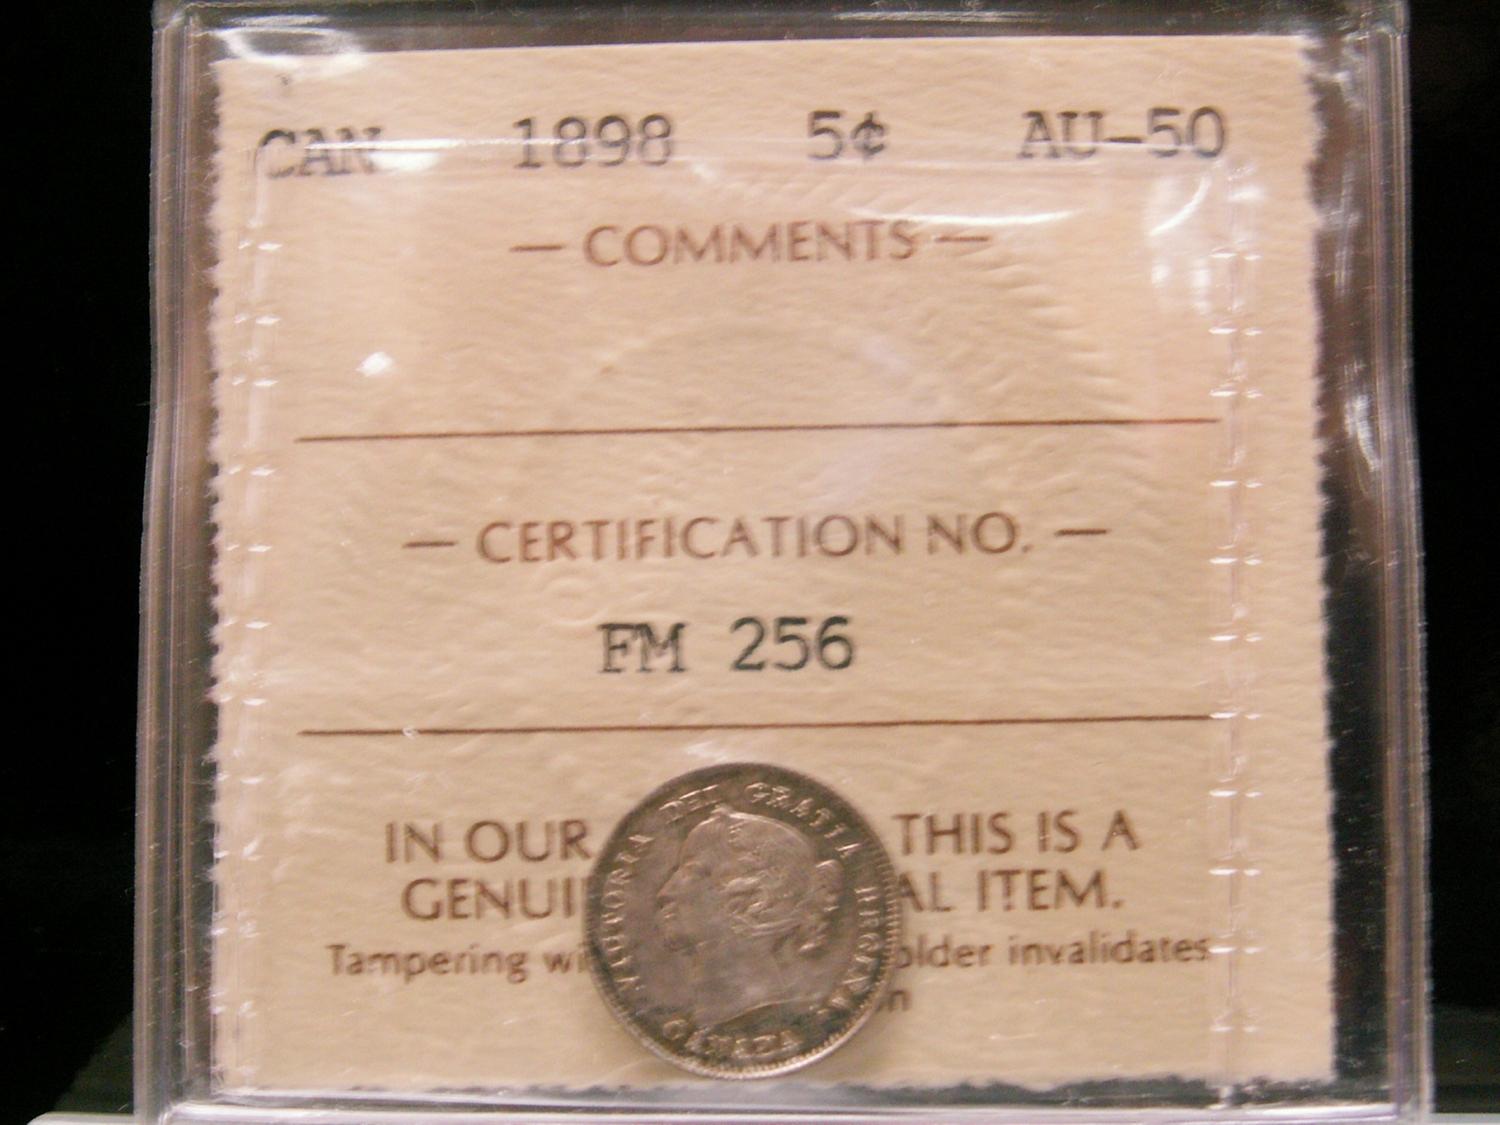 CAN 1898 5¢ AU-50
— COMMENTS —
— CERTIFICATION NO. —
FM 256
IN OUR THIS IS A
GENUI AL ITEM.
Tampering wi older invalidates
n
VICTORIA DEI GRATIA REGINA.
CANADA